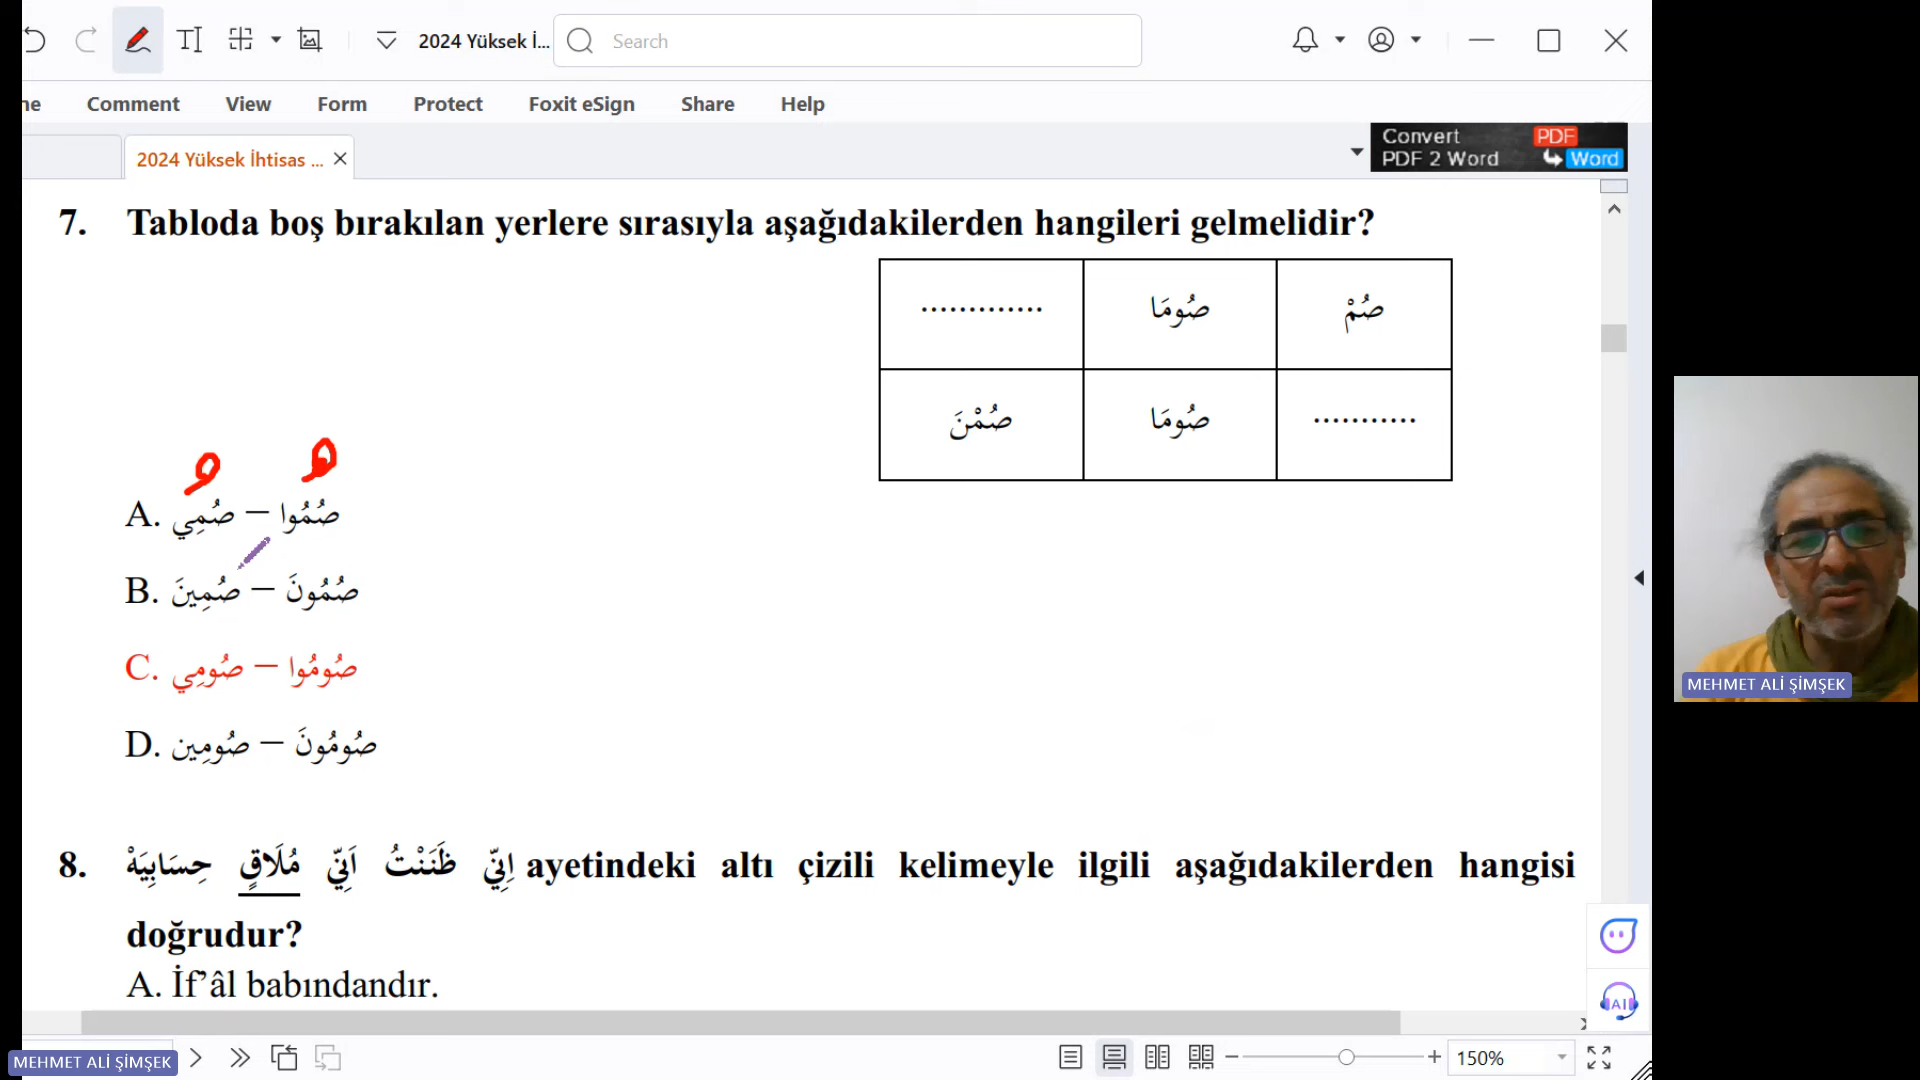 2024 Yüksek İ...
Search
ne Comment View Form Protect Foxit eSign Share Help
2024 Yüksek İhtisas ...
Convert PDF
PDF 2 Word Word
7. Tabloda boş bırakılan yerlere sırasıyla aşağıdakilerden hangileri gelmelidir?
صُمْ صُومَا .............
........... صُومَا صُمْنَ
A. صُمُوا – صُمِي
B. صُمُونَ – صُمِينَ
C. صُومُوا – صُومِي
D. صُومُونَ – صُومِين
8. اِنِّي ظَنَنْتُ اَنِّي مُلَاقٍ حِسَابِيَهْ ayetindeki altı çizili kelimeyle ilgili aşağıdakilerden hangisi
doğrudur?
A. İf’âl babındandır.
MEHMET ALİ ŞİMŞEK
AI
MEHMET ALİ ŞİMŞEK
150%